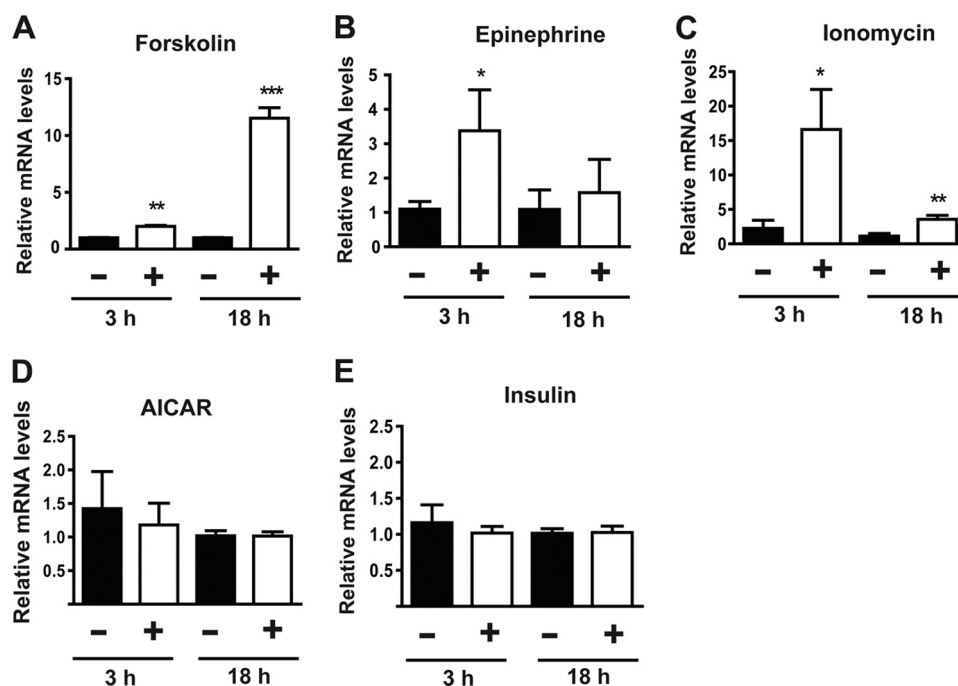 A
Forskolin
Relative mRNA levels
15
10
5
0
**
***
− + − +
3 h 18 h
B
Epinephrine
Relative mRNA levels
5
4
3
2
1
0
*
− + − +
3 h 18 h
C
Ionomycin
Relative mRNA levels
25
20
15
10
5
0
*
**
− + − +
3 h 18 h
D
AICAR
Relative mRNA levels
2.5
2.0
1.5
1.0
0.5
− + − +
3 h 18 h
E
Insulin
Relative mRNA levels
2.5
2.0
1.5
1.0
0.5
− + − +
3 h 18 h